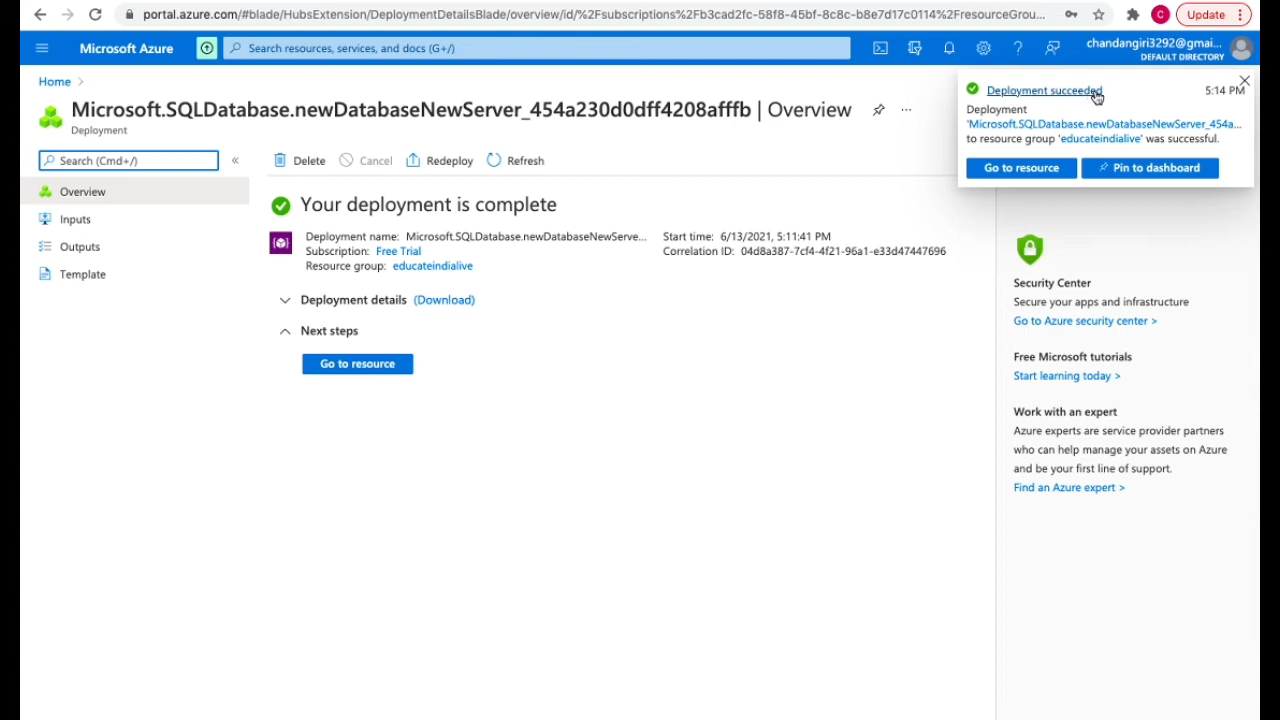 portal.azure.com/#blade/HubsExtension/DeploymentDetailsBlade/overview/id/%2Fsubscriptions%2Fb3cad2fc-58f8-45bf-8c8c-b8e7d17c0114%2FresourceGrou...
C
Update
Microsoft Azure
Search resources, services, and docs (G+/)
chandangiri3292@gmai...
DEFAULT DIRECTORY
Home
Microsoft.SQLDatabase.newDatabaseNewServer_454a230d0dff4208afffb | Overview
Deployment
Deployment succeeded
5:14 PM
Deployment
'Microsoft.SQLDatabase.newDatabaseNewServer_454a...
to resource group 'educateindialive' was successful.
Go to resource
Pin to dashboard
Search (Cmd+/)
Delete
Cancel
Redeploy
Refresh
Overview
Inputs
Outputs
Template
Your deployment is complete
Deployment name: Microsoft.SQLDatabase.newDatabaseNewServe...
Subscription: Free Trial
Resource group: educateindialive
Start time: 6/13/2021, 5:11:41 PM
Correlation ID: 04d8a387-7cf4-4f21-96a1-e33d47447696
Deployment details (Download)
Next steps
Go to resource
Security Center
Secure your apps and infrastructure
Go to Azure security center >
Free Microsoft tutorials
Start learning today >
Work with an expert
Azure experts are service provider partners
who can help manage your assets on Azure
and be your first line of support.
Find an Azure expert >